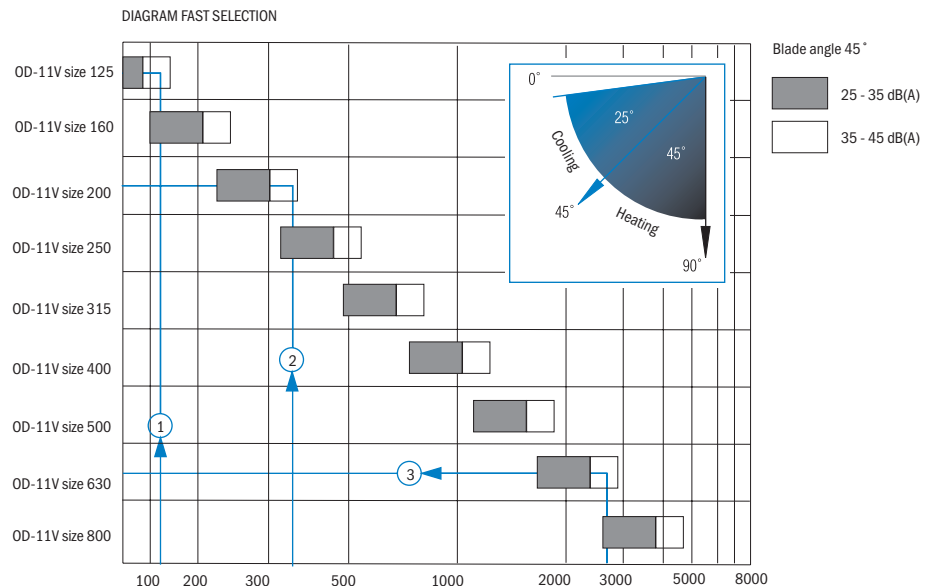 DIAGRAM FAST SELECTION
OD-11V size 125
OD-11V size 160
OD-11V size 200
OD-11V size 250
OD-11V size 315
OD-11V size 400
OD-11V size 500
OD-11V size 630
OD-11V size 800
1
2
3
0˚
25˚
45˚
Cooling
45˚
Heating
90˚
Blade angle 45˚
25 - 35 dB(A)
35 - 45 dB(A)
100 200 300 500 1000 2000 3000 5000 8000